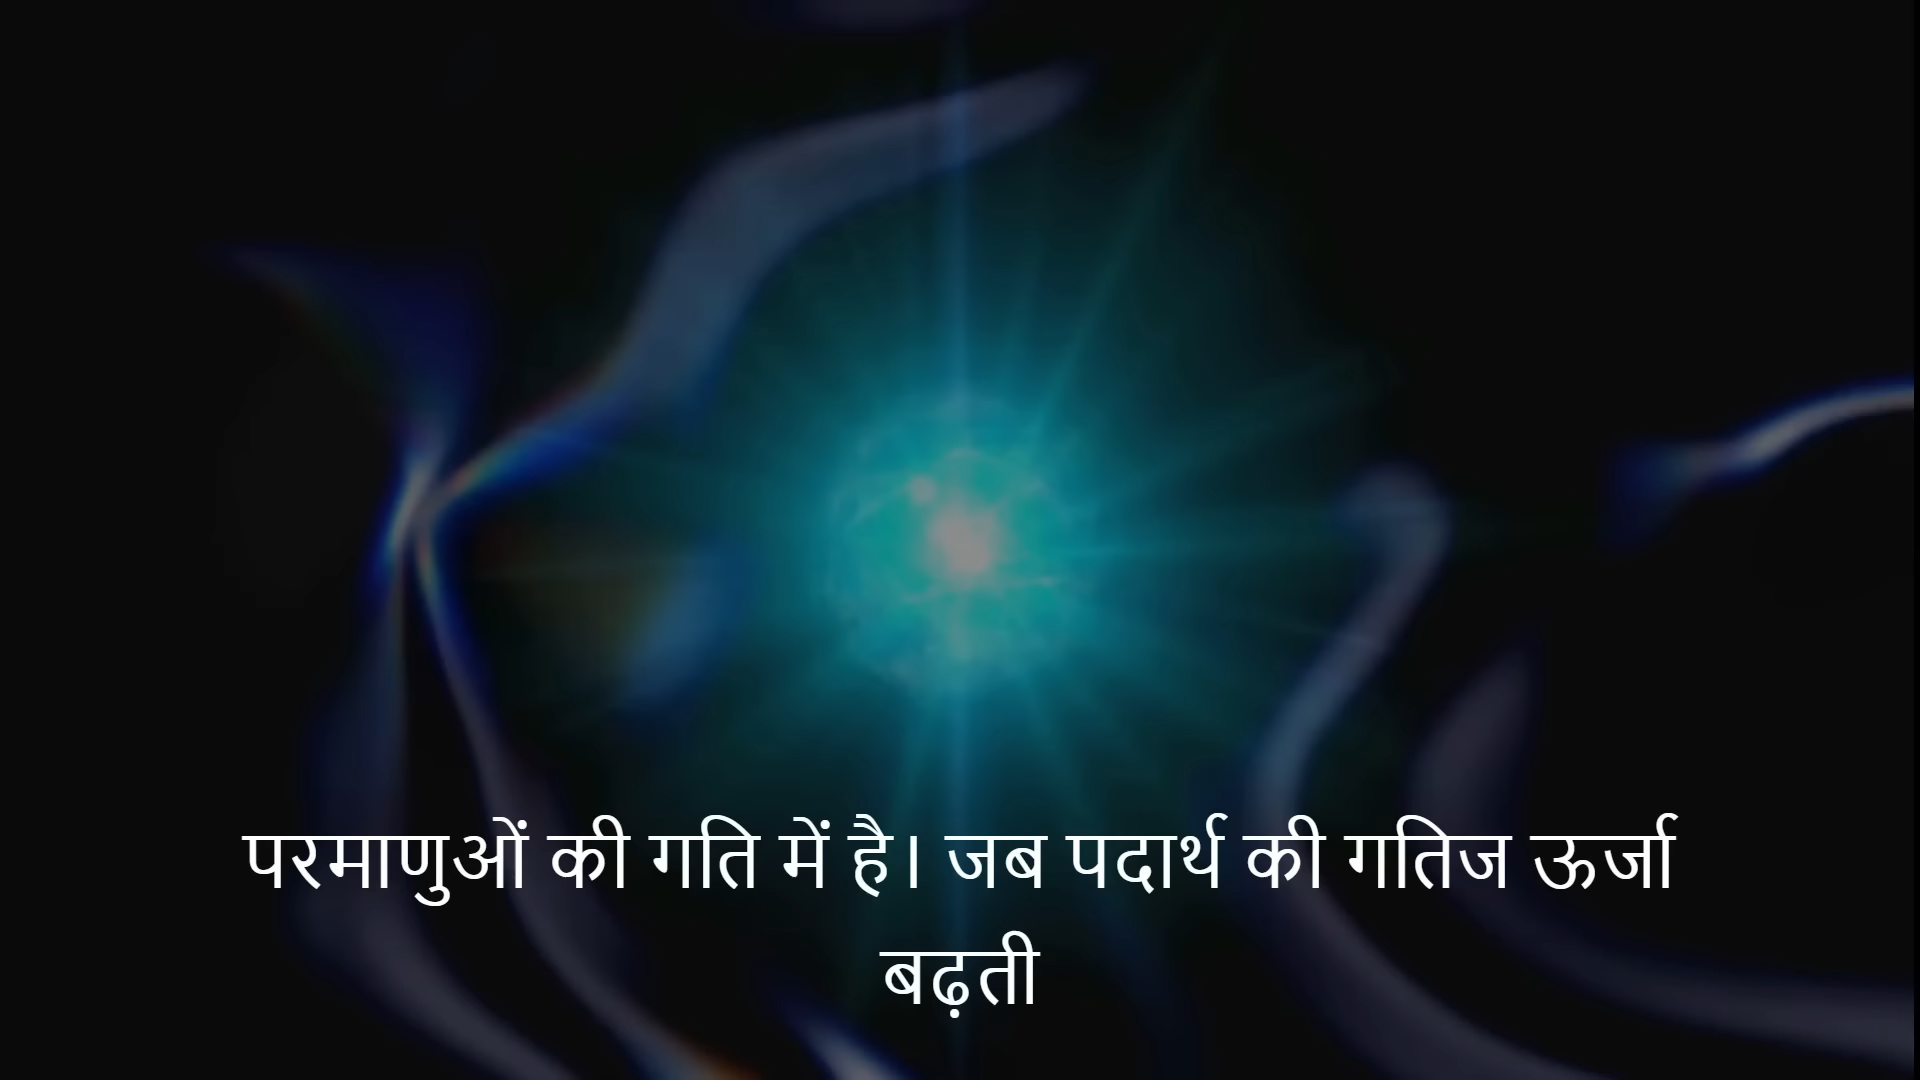 परमाणुओं की गति में है। जब पदार्थ की गतिज ऊर्जा
बढ़ती